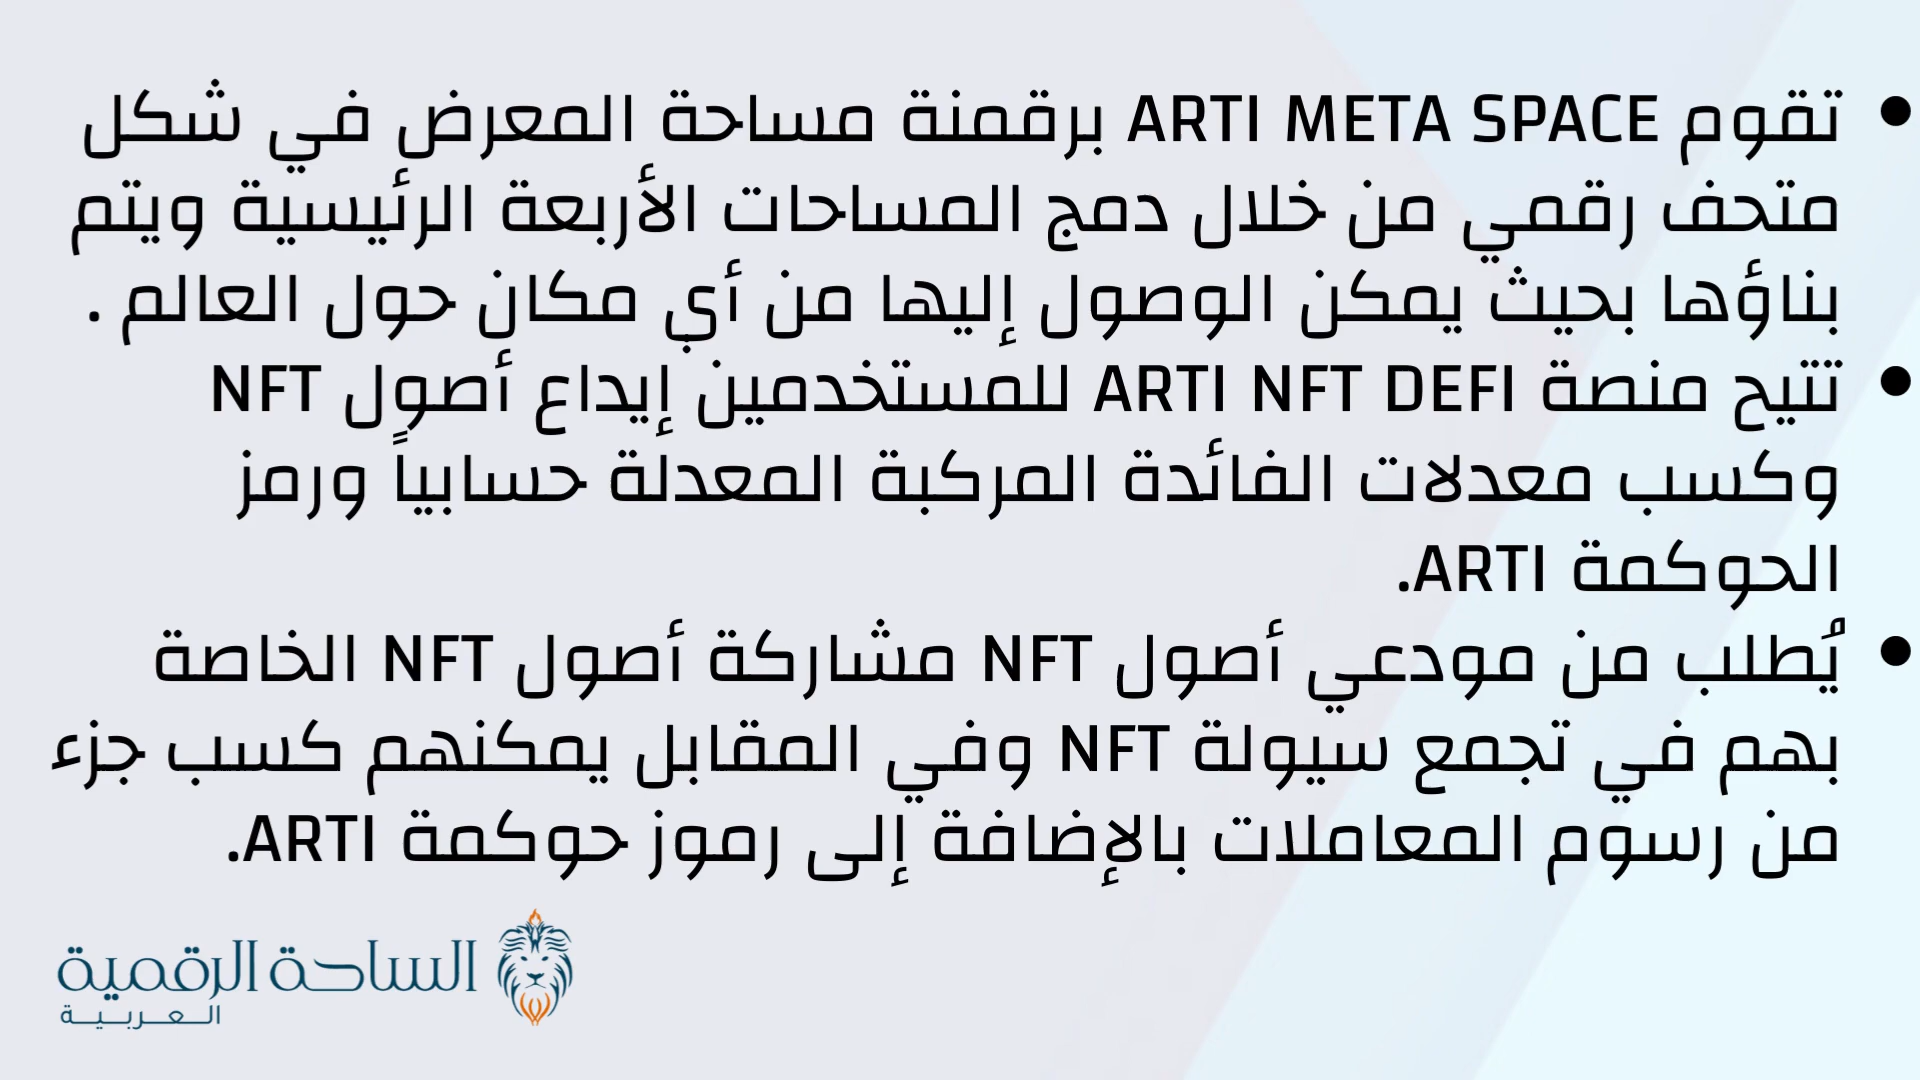 • تقوم ARTI META SPACE برقمنة مساحة المعرض في شكل
متحف رقمي من خلال دمج المساحات الأربعة الرئيسية ويتم
بناؤها بحيث يمكن الوصول إليها من أي مكان حول العالم .
• تتيح منصة ARTI NFT DEFI للمستخدمين إيداع أصول NFT
وكسب معدلات الفائدة المركبة المعدلة حسابياً ورمز
الحوكمة ARTI.
• يُطلب من مودعي أصول NFT مشاركة أصول NFT الخاصة
بهم في تجمع سيولة NFT وفي المقابل يمكنهم كسب جزء
من رسوم المعاملات بالإضافة إلى رموز حوكمة ARTI.
الساحة الرقمية
العربية